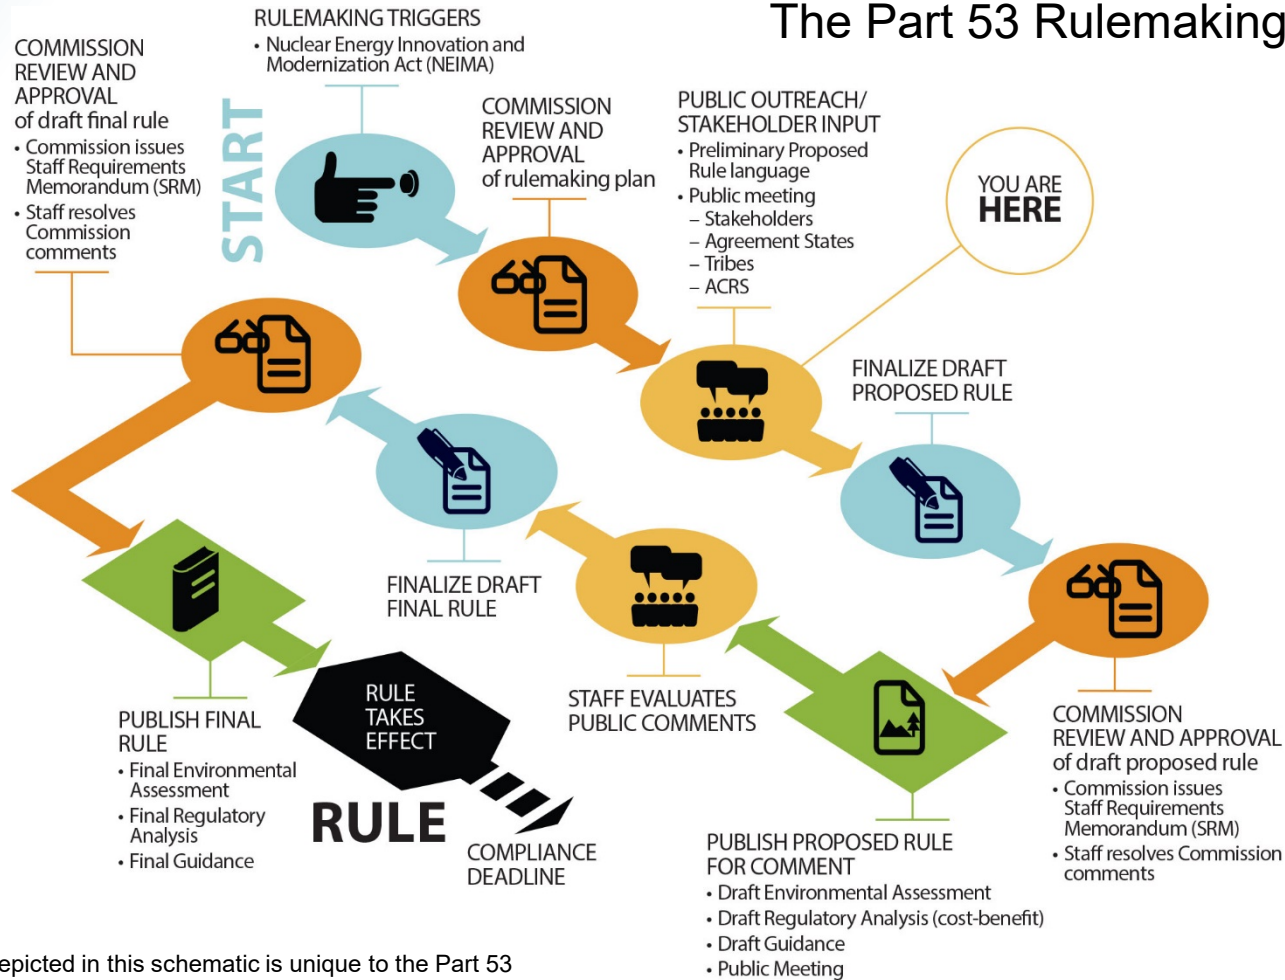 The Part 53 Rulemaking
START
RULEMAKING TRIGGERS
• Nuclear Energy Innovation and
Modernization Act (NEIMA)
COMMISSION
REVIEW AND
APPROVAL
of rulemaking plan
PUBLIC OUTREACH/
STAKEHOLDER INPUT
• Preliminary Proposed
Rule language
• Public meeting
– Stakeholders
– Agreement States
– Tribes
– ACRS
YOU ARE
HERE
FINALIZE DRAFT
PROPOSED RULE
COMMISSION
REVIEW AND APPROVAL
of draft proposed rule
• Commission issues
Staff Requirements
Memorandum (SRM)
• Staff resolves Commission
comments
PUBLISH PROPOSED RULE
FOR COMMENT
• Draft Environmental Assessment
• Draft Regulatory Analysis (cost-benefit)
• Draft Guidance
• Public Meeting
STAFF EVALUATES
PUBLIC COMMENTS
FINALIZE DRAFT
FINAL RULE
COMMISSION
REVIEW AND
APPROVAL
of draft final rule
• Commission issues
Staff Requirements
Memorandum (SRM)
• Staff resolves
Commission
comments
PUBLISH FINAL
RULE
• Final Environmental
Assessment
• Final Regulatory
Analysis
• Final Guidance
RULE
TAKES
EFFECT
RULE
COMPLIANCE
DEADLINE
epicted in this schematic is unique to the Part 53